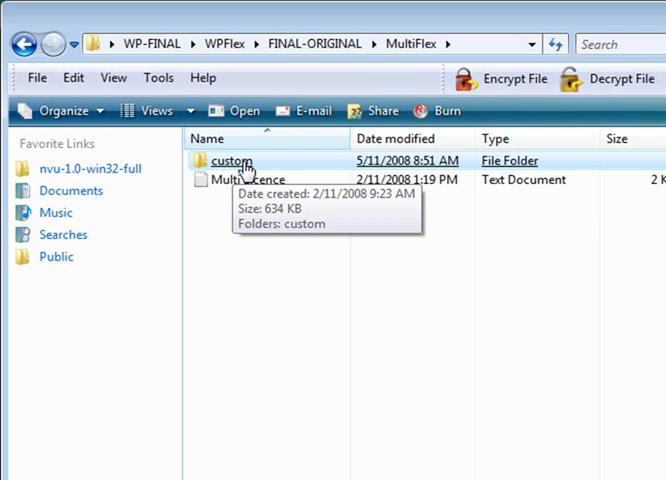 WP-FINAL WPFlex FINAL-ORIGINAL MultiFlex Search
File Edit View Tools Help Encrypt File Decrypt File
Organize Views Open E-mail Share Burn
Favorite Links
nvu-1.0-win32-full
Documents
Music
Searches
Public
Name Date modified Type Size
custom 5/11/2008 8:51 AM File Folder
2/11/2008 1:19 PM Text Document 2 K
Date created: 2/11/2008 9:23 AM
Size: 634 KB
Folders: custom